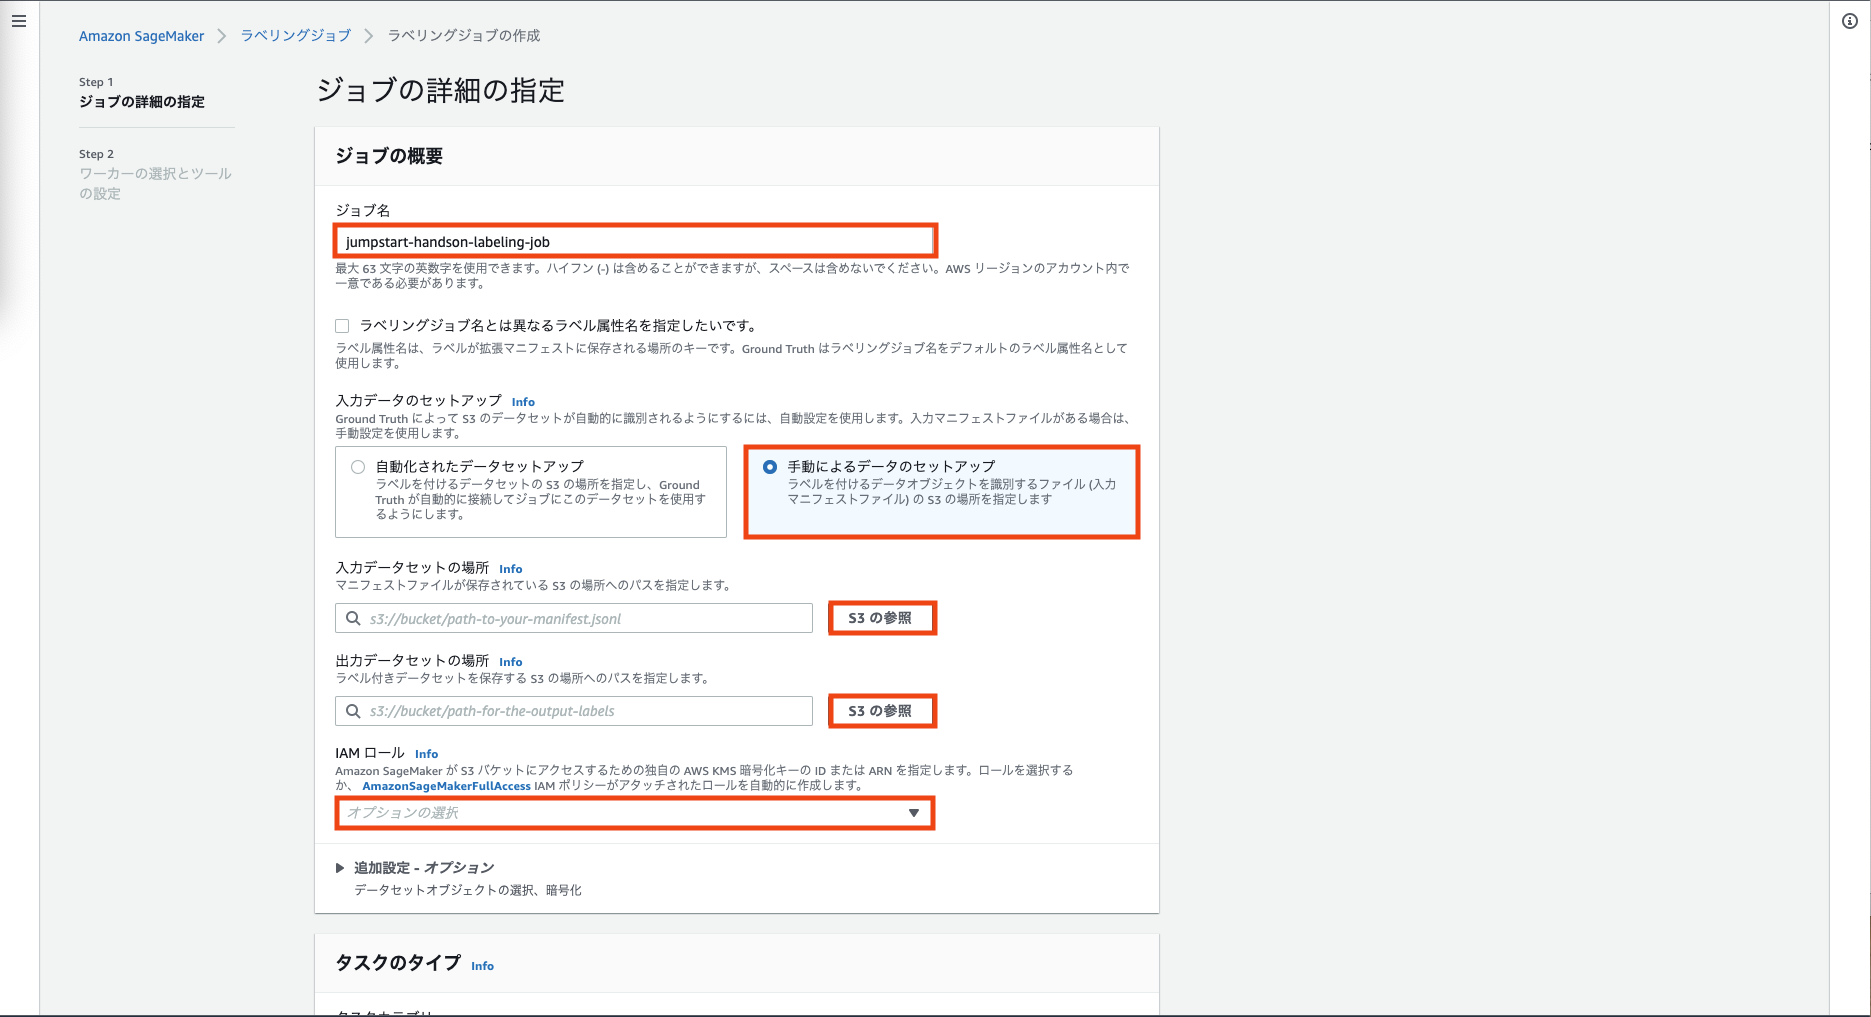 Amazon SageMaker
ラベリングジョブ
ラベリングジョブの作成
Step 1
ジョブの詳細の指定
Step 2
ワーカーの選択とツール
の設定
ジョブの詳細の指定
ジョブの概要
ジョブ名
jumpstart-handson-labeling-job
最大 63 文字の英数字を使用できます。ハイフン (-) は含めることができますが、スペースは含めないでください。AWS リージョンのアカウント内で
一意である必要があります。
ラベリングジョブ名とは異なるラベル属性名を指定したいです。
ラベル属性名は、ラベルが拡張マニフェストに保存される場所のキーです。Ground Truth はラベリングジョブ名をデフォルトのラベル属性名として
使用します。
入力データのセットアップ Info
Ground Truth によって S3 のデータセットが自動的に識別されるようにするには、自動設定を使用します。入力マニフェストファイルがある場合は、
手動設定を使用します。
自動化されたデータセットアップ
ラベルを付けるデータセットの S3 の場所を指定し、Ground
Truth が自動的に接続してジョブにこのデータセットを使用す
るようにします。
手動によるデータのセットアップ
ラベルを付けるデータオブジェクトを識別するファイル (入力
マニフェストファイル) の S3 の場所を指定します
入力データセットの場所 Info
マニフェストファイルが保存されている S3 の場所へのパスを指定します。
s3://bucket/path-to-your-manifest.jsonl
S3 の参照
出力データセットの場所 Info
ラベル付きデータセットを保存する S3 の場所へのパスを指定します。
s3://bucket/path-for-the-output-labels
S3 の参照
IAM ロール Info
Amazon SageMaker が S3 バケットにアクセスするための独自の AWS KMS 暗号化キーの ID または ARN を指定します。ロールを選択する
か、 AmazonSageMakerFullAccess IAM ポリシーがアタッチされたロールを自動的に作成します。
オプションの選択
追加設定 - オプション
データセットオブジェクトの選択、暗号化
タスクのタイプ Info
タスクカテゴリ